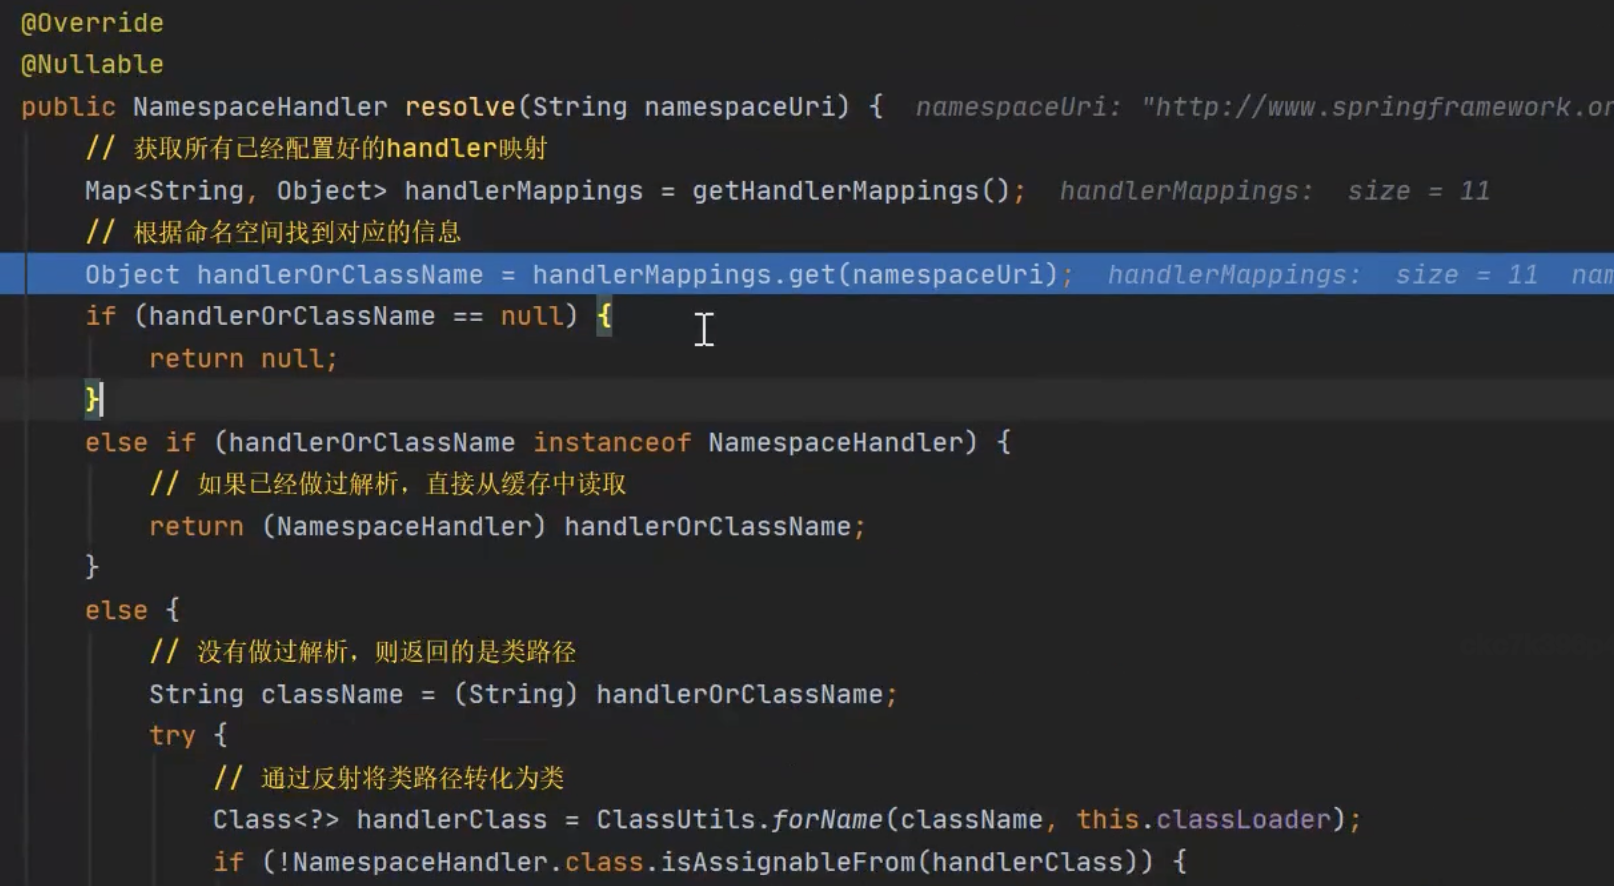 @Override
@Nullable
public NamespaceHandler resolve(String namespaceUri) {  namespaceUri: "http://www.springframework.or
// 获取所有已经配置好的handler映射
Map<String, Object> handlerMappings = getHandlerMappings();  handlerMappings:  size = 11
// 根据命名空间找到对应的信息
Object handlerOrClassName = handlerMappings.get(namespaceUri);  handlerMappings:  size = 11  nam
if (handlerOrClassName == null) {
return null;
}
else if (handlerOrClassName instanceof NamespaceHandler) {
// 如果已经做过解析，直接从缓存中读取
return (NamespaceHandler) handlerOrClassName;
}
else {
// 没有做过解析，则返回的是类路径
String className = (String) handlerOrClassName;
try {
// 通过反射将类路径转化为类
Class<?> handlerClass = ClassUtils.forName(className, this.classLoader);
if (!NamespaceHandler.class.isAssignableFrom(handlerClass)) {